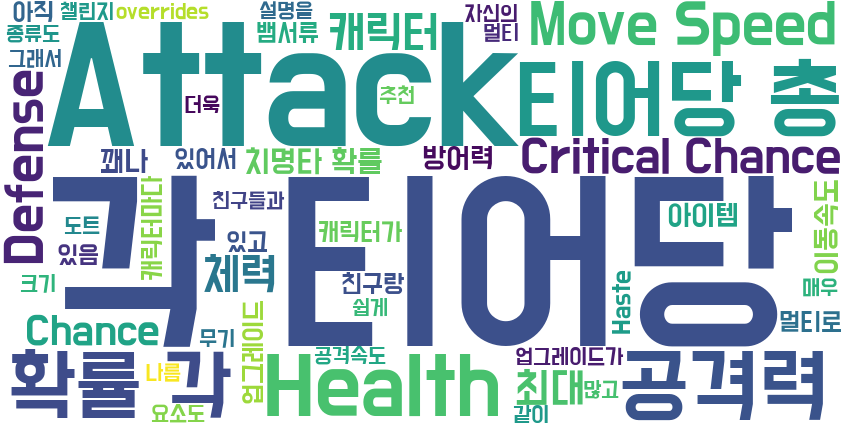 아직 챌린지 overrides 설명을 자신의 Move Speed
종류도 뱀서류 캐릭터 멀티
그래서 Attack 티어당 총
더욱 추천
Defense 꽤나 있어서 치명타 확률 방어력 Critical Chance
각 티어당
도트 캐릭터마다 친구들과 아이템 이동속도
있음 있고 캐릭터가
크기 체력 친구랑 매우
Chance 무기 업그레이드 쉽게 Haste 멀티로
확률 각 나름 Health 공격속도 업그레이드가 공격력
요소도 최대 많고
같이